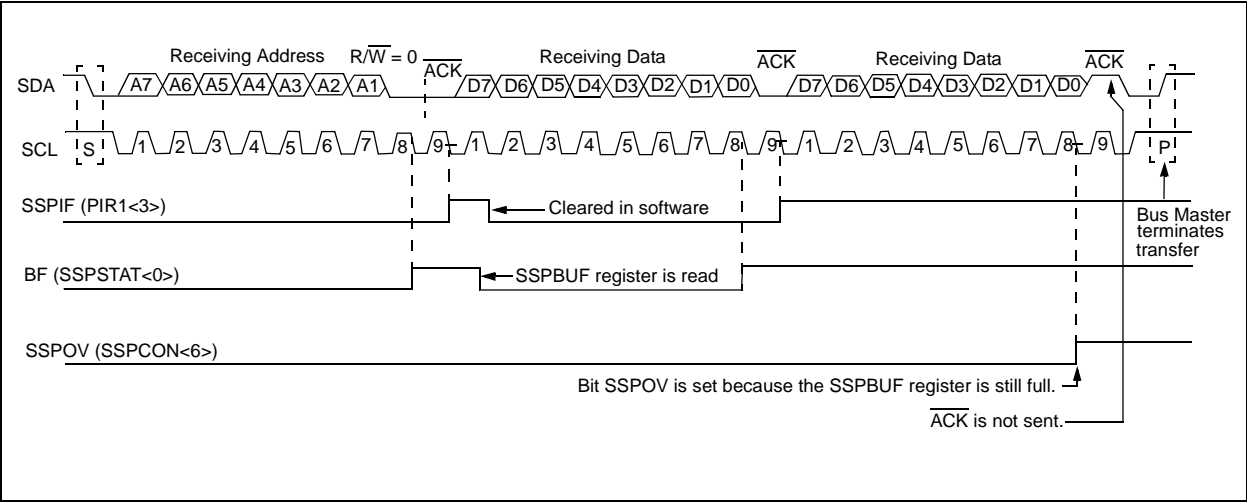 Receiving Address R/W = 0 ACK Receiving Data ACK Receiving Data ACK
SDA A7 A6 A5 A4 A3 A2 A1 D7 D6 D5 D4 D3 D2 D1 D0 D7 D6 D5 D4 D3 D2 D1 D0
SCL S 1 2 3 4 5 6 7 8 9 1 2 3 4 5 6 7 8 9 1 2 3 4 5 6 7 8 9 P
SSPIF (PIR1<3>) Cleared in software
Bus Master
terminates
transfer
BF (SSPSTAT<0>) SSPBUF register is read
SSPOV (SSPCON<6>)
Bit SSPOV is set because the SSPBUF register is still full.
ACK is not sent.